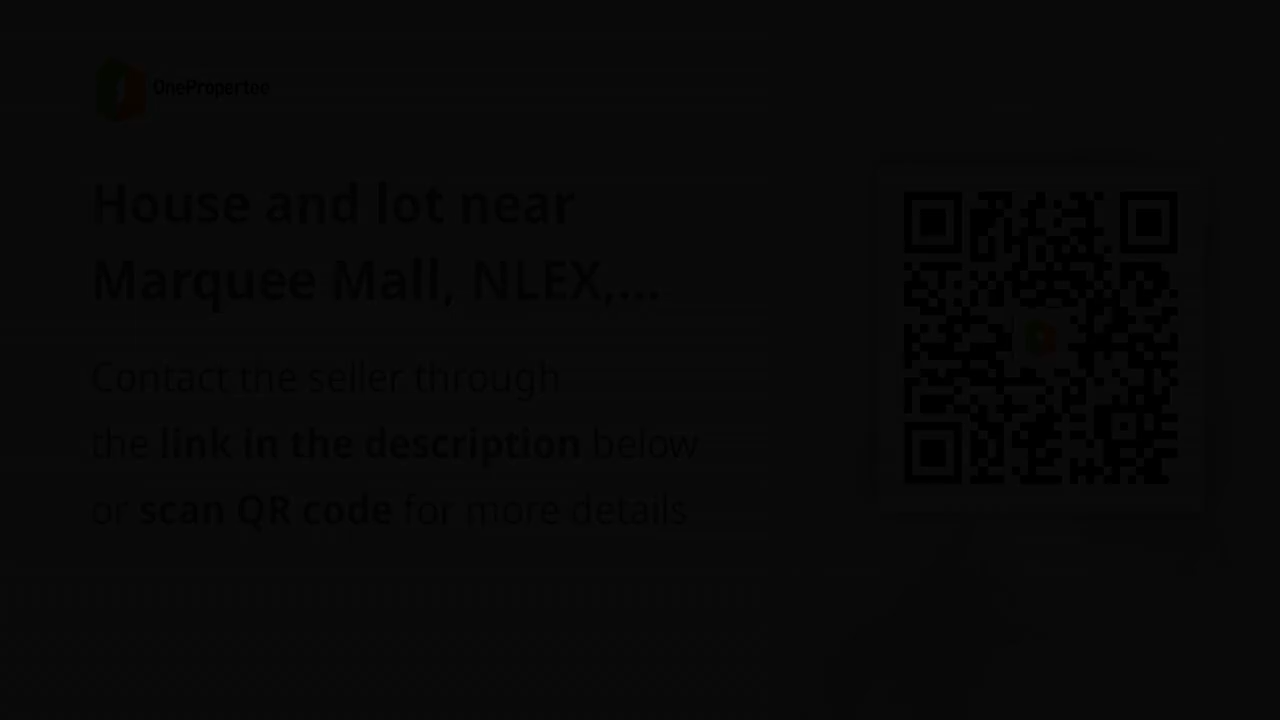 OnePropertee
House and lot near
Marquee Mall, NLEX,...
Contact the seller through
the link in the description below
or scan QR code for more details